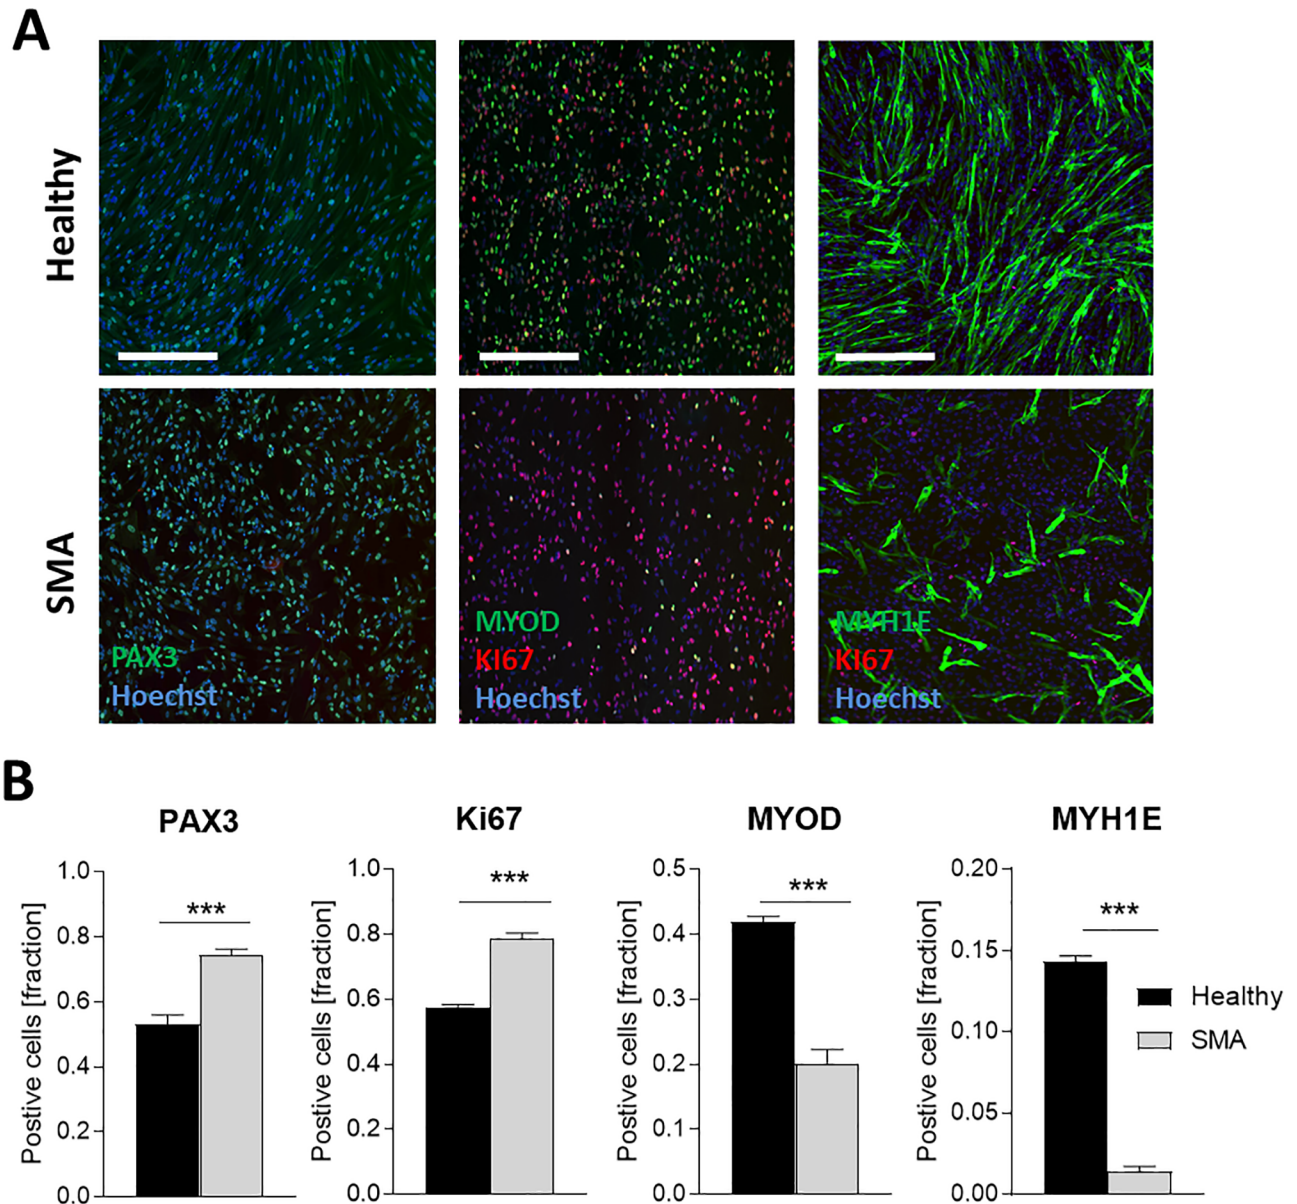 A
Healthy
SMA
PAX3
Hoechst
MYOD
KI67
Hoechst
MYH1E
KI67
Hoechst
B
PAX3
Postive cells [fraction]
1.0
0.8
0.6
0.4
0.2
0.0
***
Ki67
Postive cells [fraction]
1.0
0.8
0.6
0.4
0.2
0.0
***
MYOD
Postive cells [fraction]
0.5
0.4
0.3
0.2
0.1
0.0
***
MYH1E
Postive cells [fraction]
0.20
0.15
0.10
0.05
0.00
***
Healthy
SMA